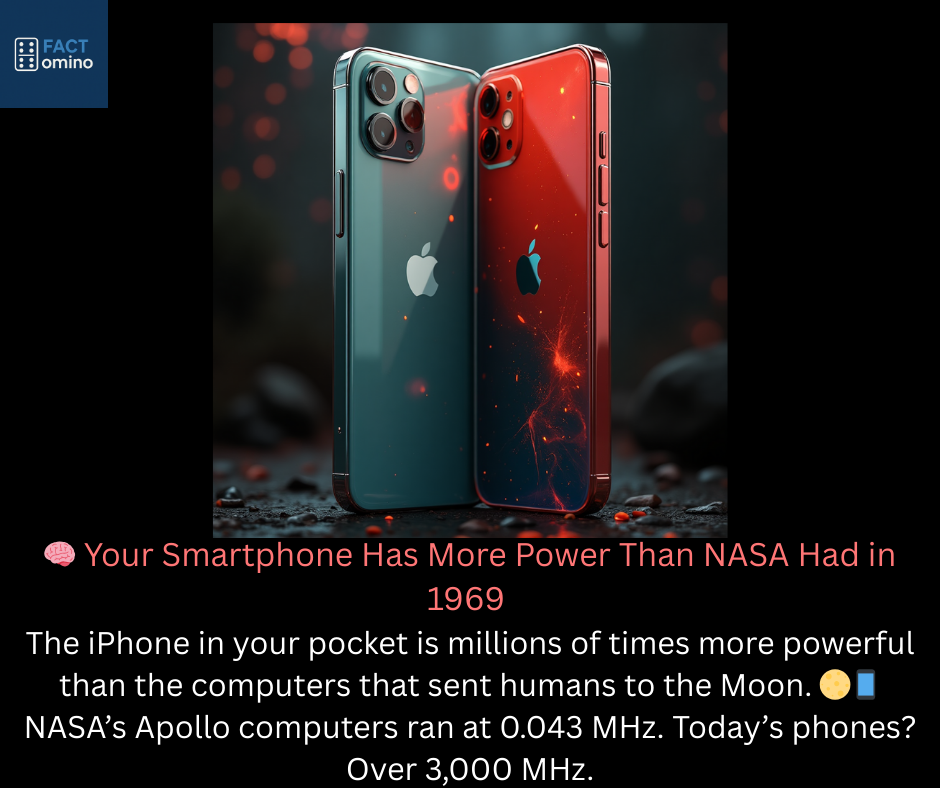 FACT
omino
🧠 Your Smartphone Has More Power Than NASA Had in
1969
The iPhone in your pocket is millions of times more powerful
than the computers that sent humans to the Moon. 🌕📱
NASA’s Apollo computers ran at 0.043 MHz. Today’s phones?
Over 3,000 MHz.